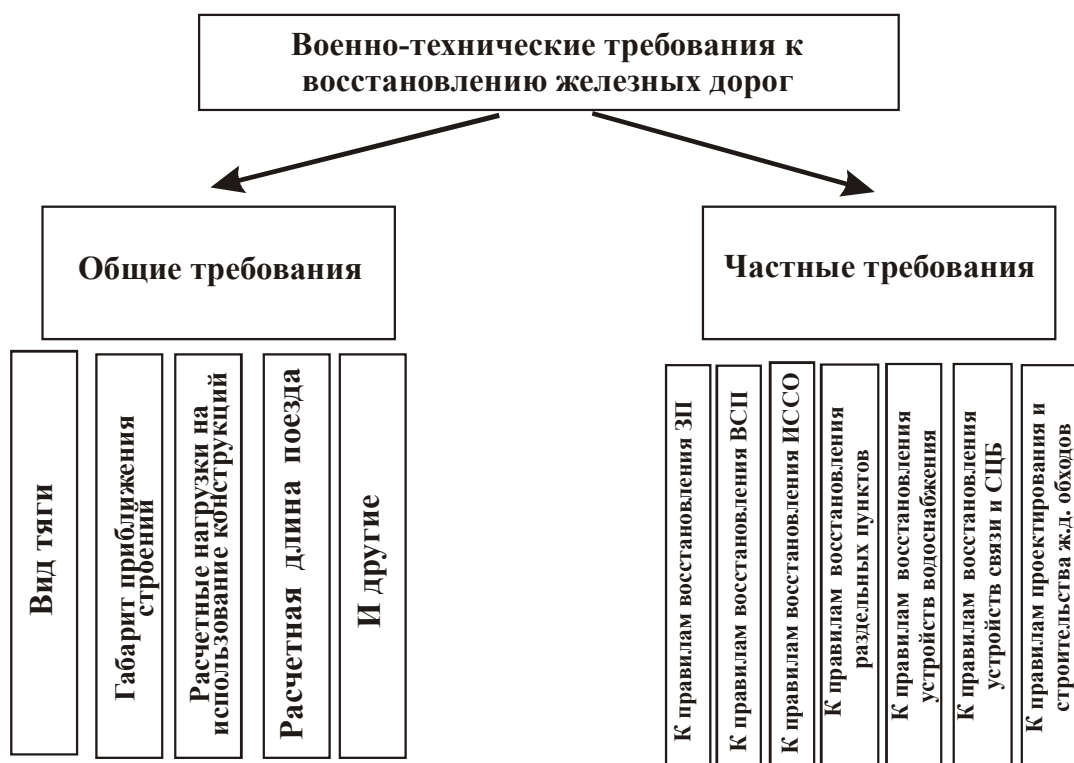 Военно-технические требования к
восстановлению железных дорог
Общие требования
Частные требования
Вид тяги
Габарит приближения
строений
Расчетные нагрузки на
использование конструкций
Расчетная длина поезда
И другие
К правилам восстановления ЗП
К правилам восстановления ВСП
К правилам восстановления ИССО
К правилам восстановления
раздельных пунктов
К правилам восстановления
устройств водоснабжения
К правилам восстановления
устройств связи и СЦБ
К правилам проектирования и
строительства ж.д. обходов